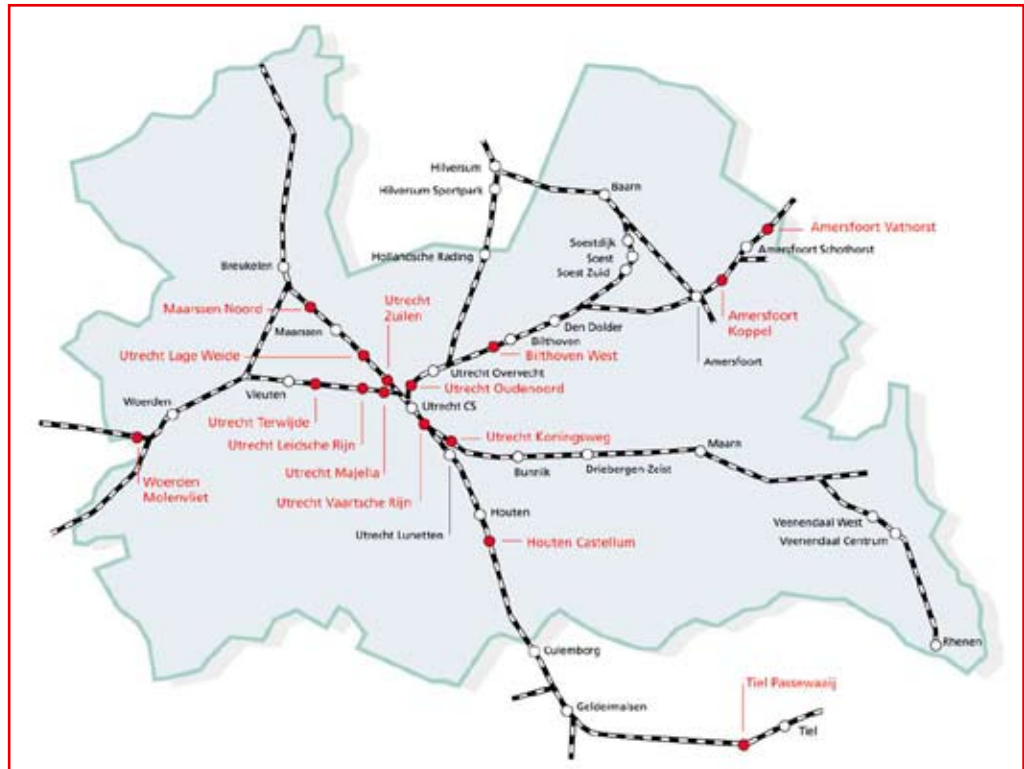 Hilversum
Hilversum Sportpark
Baarn
Amersfoort Vathorst
Soestdijk
Soest
Soest Zuid
Amersfoort Schothorst
Hollandsche Rading
Breukelen
Maarssen Noord
Utrecht
Zuilen
Den Dolder
Amersfoort
Koppel
Maarssen
Bilthoven
Utrecht Lage Weide
Bilthoven West
Amersfoort
Utrecht Overvecht
Utrecht Oudenoord
Vleuten
Utrecht CS
Woerden
Utrecht Terwijde
Utrecht Leidsche Rijn
Utrecht Koningsweg
Maarn
Utrecht Majella
Bunnik
Driebergen-Zeist
Woerden
Molenvliet
Utrecht Vaartsche Rijn
Houten
Utrecht Lunetten
Veenendaal West
Veenendaal Centrum
Houten Castellum
Rhenen
Culemborg
Tiel Passewaaij
Geldermalsen
Tiel